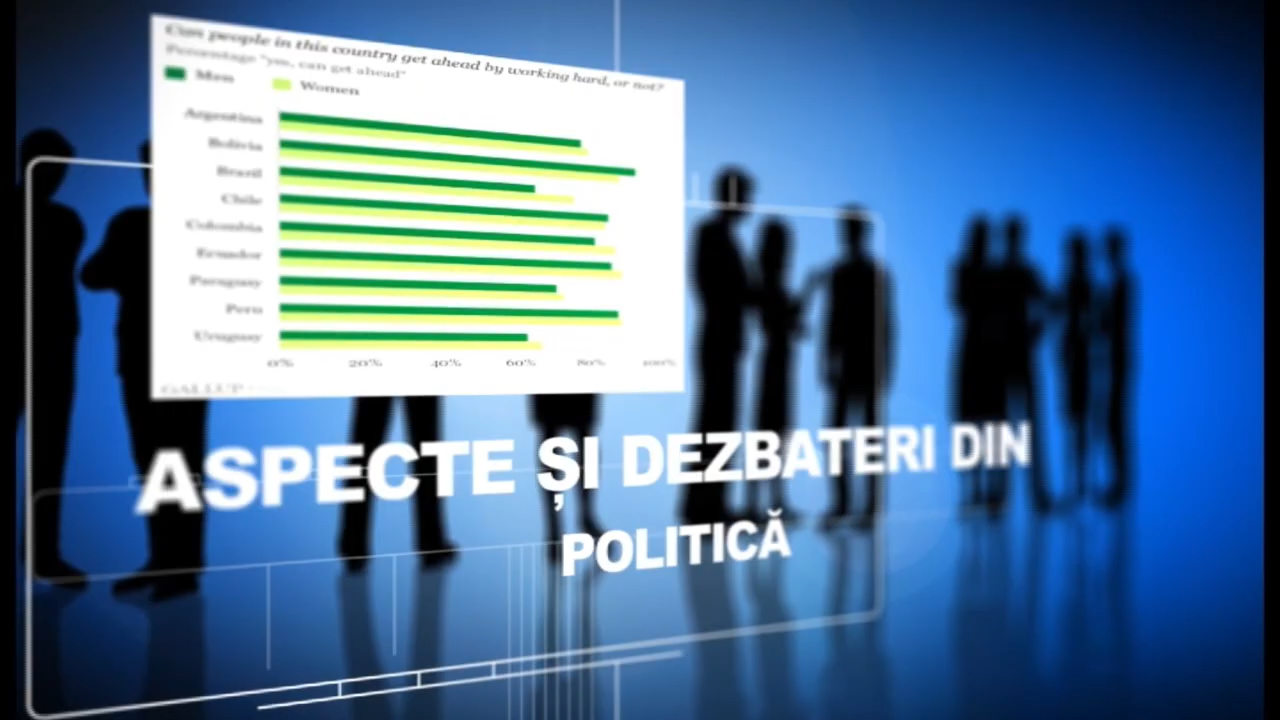 Can people in this country get ahead by working hard, or not?
Percentage "yes, can get ahead"
Men Women
Argentina
Bolivia
Brazil
Chile
Colombia
Ecuador
Paraguay
Peru
Uruguay
0% 20% 40% 60% 80% 100%
GALLUP
ASPECTE ȘI DEZBATERI DIN
POLITICĂ